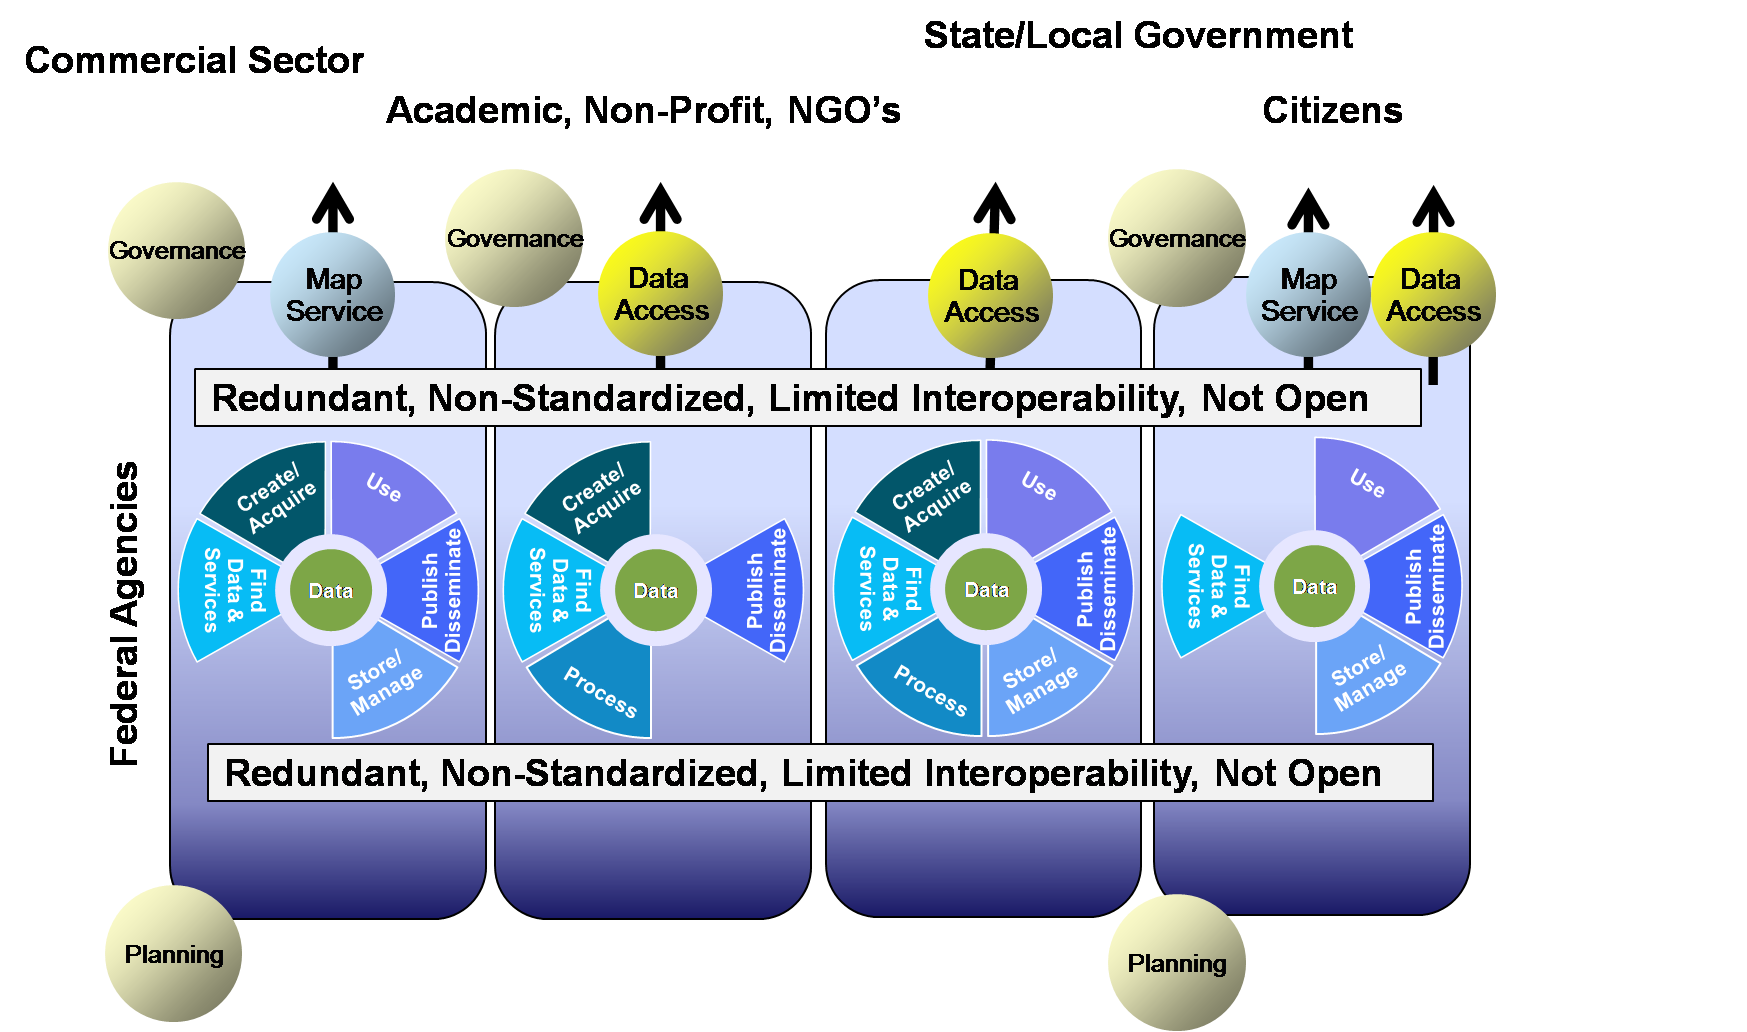 State/Local Government
Commercial Sector
Academic, Non-Profit, NGO's
Citizens
Governance
Map
Service
Governance
Data
Access
Data
Access
Governance
Map
Service
Data
Access
Redundant, Non-Standardized, Limited Interoperability, Not Open
Federal Agencies
Create/
Acquire
Use
Find
Data &
Services
Data
Publish
Disseminate
Store/
Manage
Create/
Acquire
Find
Data &
Services
Data
Publish
Disseminate
Process
Create/
Acquire
Use
Find
Data &
Services
Data
Publish
Disseminate
Process
Store/
Manage
Use
Find
Data &
Services
Data
Publish
Disseminate
Store/
Manage
Redundant, Non-Standardized, Limited Interoperability, Not Open
Planning
Planning